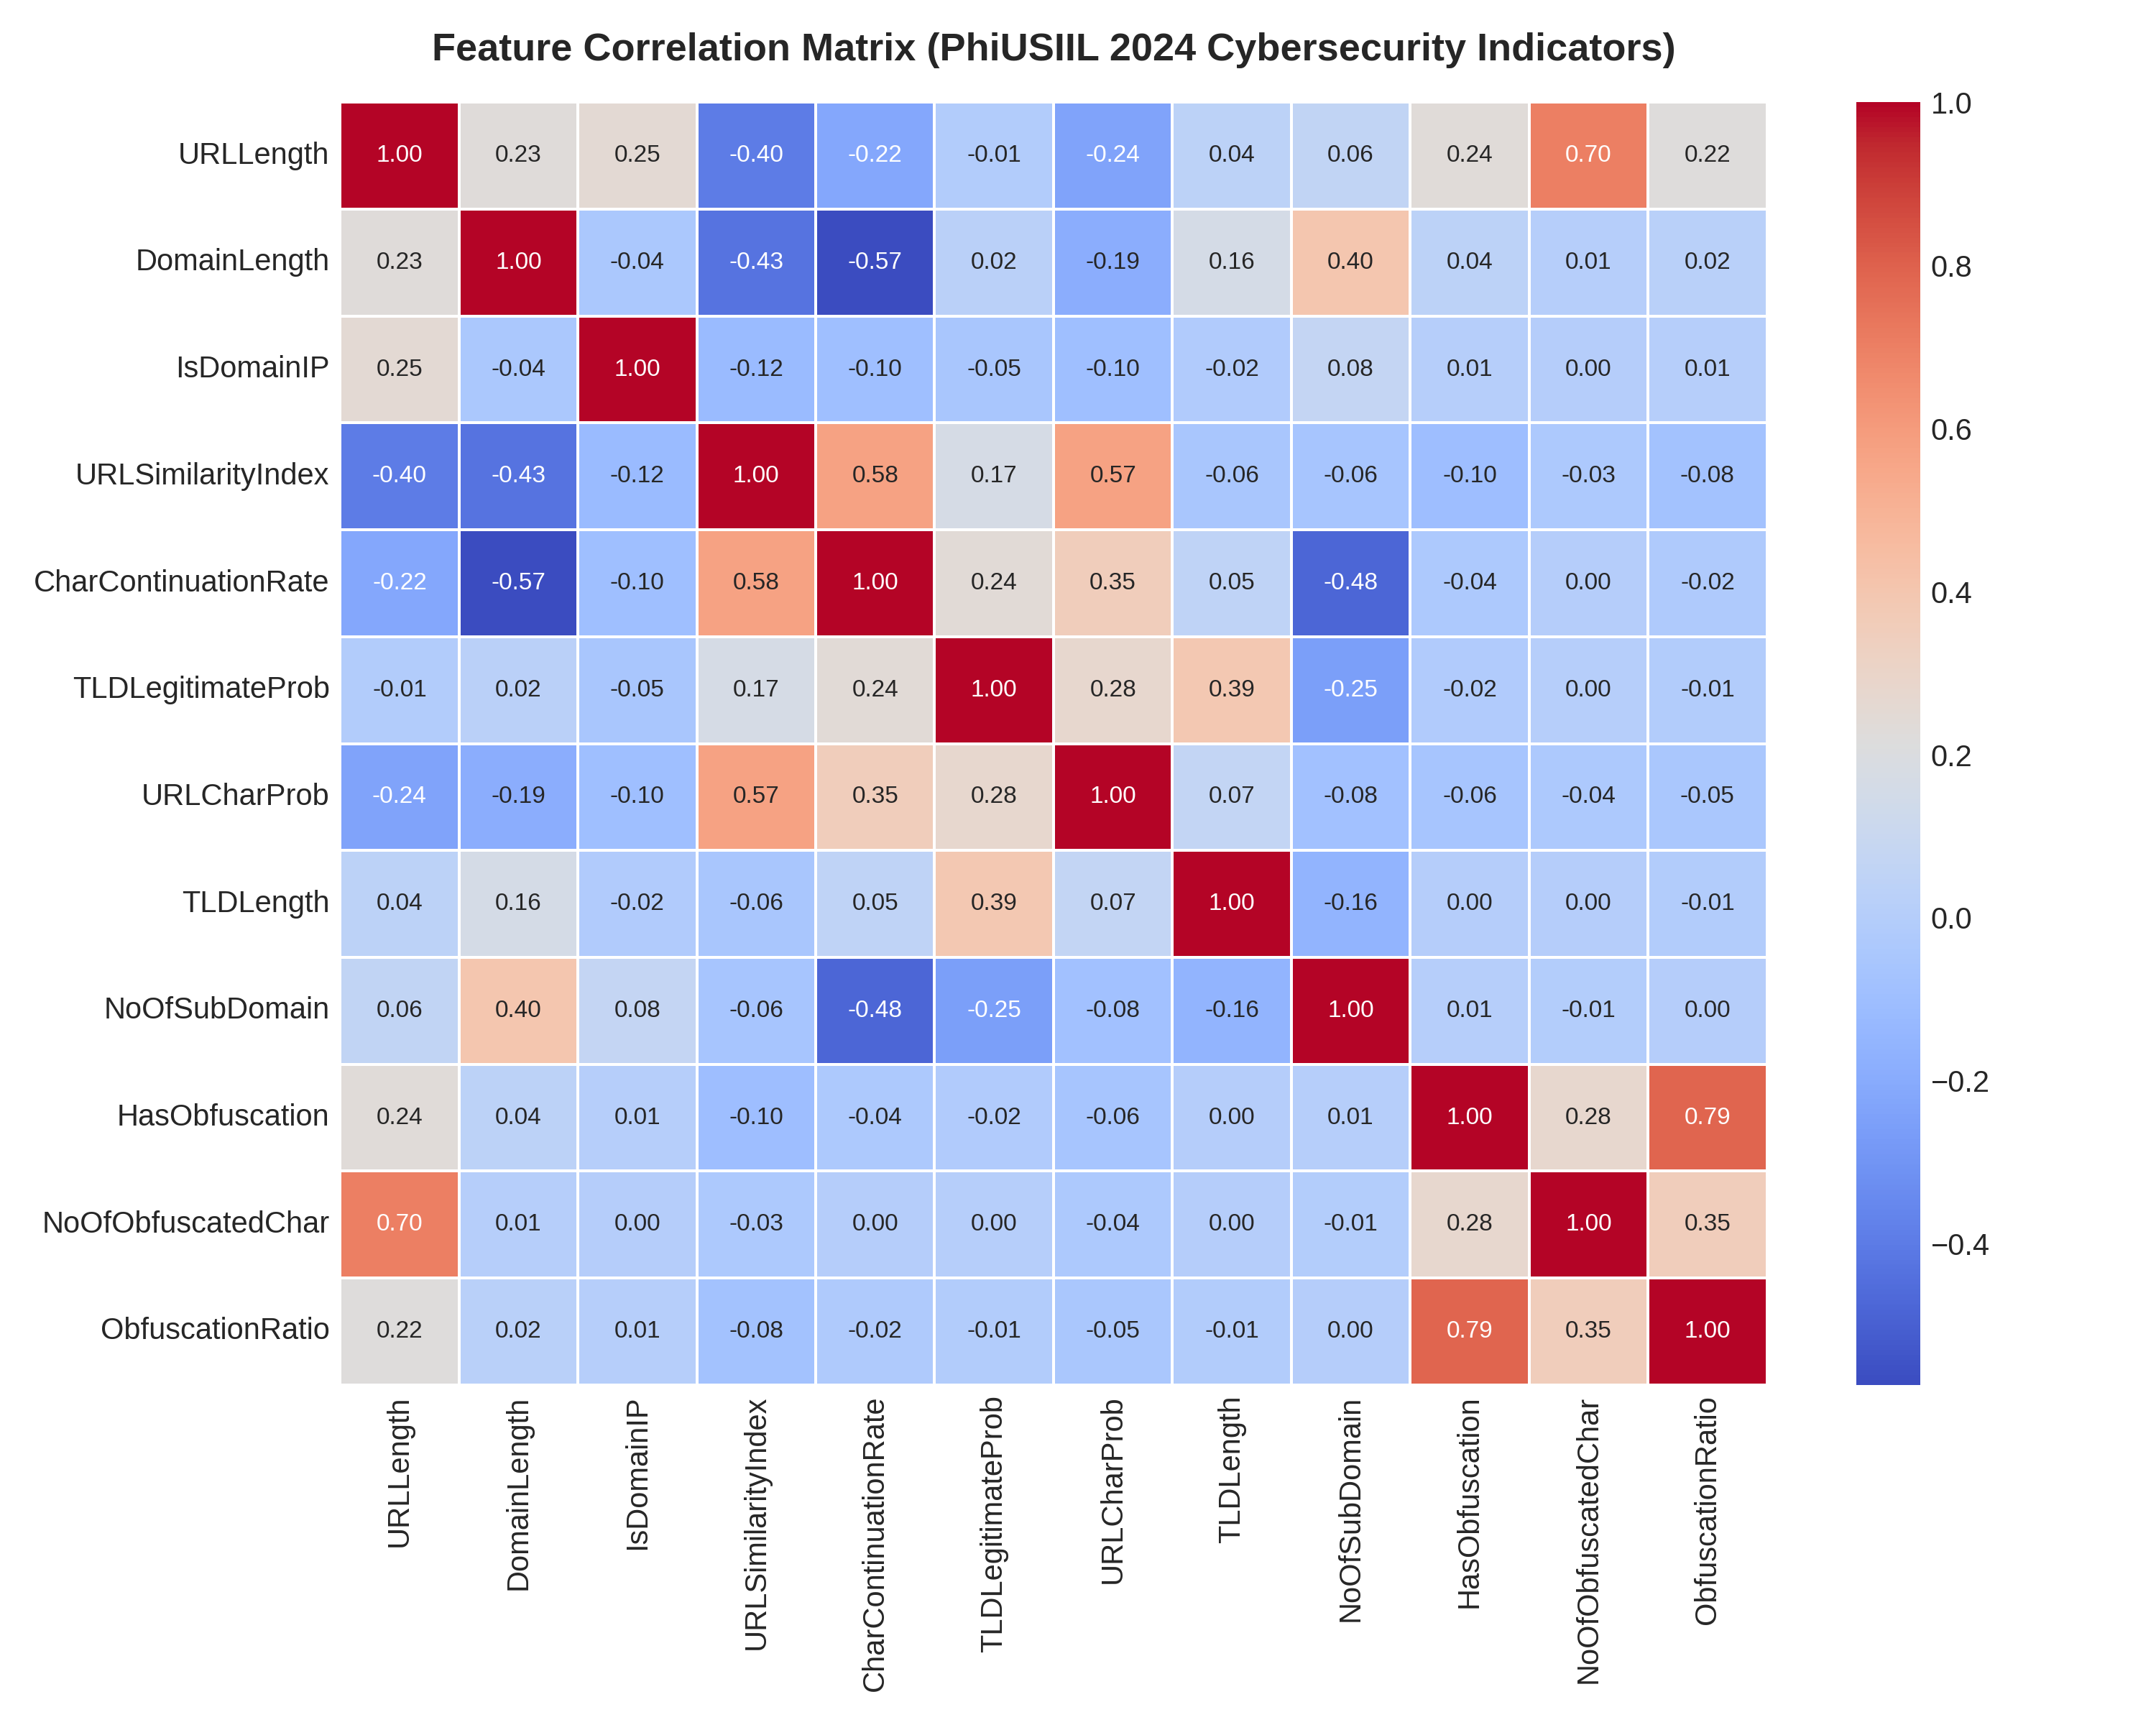 Feature Correlation Matrix (PhiUSIIL 2024 Cybersecurity Indicators)
URLLength 1.00 0.23 0.25 -0.40 -0.22 -0.01 -0.24 0.04 0.06 0.24 0.70 0.22
DomainLength 0.23 1.00 -0.04 -0.43 -0.57 0.02 -0.19 0.16 0.40 0.04 0.01 0.02
IsDomainIP 0.25 -0.04 1.00 -0.12 -0.10 -0.05 -0.10 -0.02 0.08 0.01 0.00 0.01
URLSimilarityIndex -0.40 -0.43 -0.12 1.00 0.58 0.17 0.57 -0.06 -0.06 -0.10 -0.03 -0.08
CharContinuationRate -0.22 -0.57 -0.10 0.58 1.00 0.24 0.35 0.05 -0.48 -0.04 0.00 -0.02
TLDLegitimateProb -0.01 0.02 -0.05 0.17 0.24 1.00 0.28 0.39 -0.25 -0.02 0.00 -0.01
URLCharProb -0.24 -0.19 -0.10 0.57 0.35 0.28 1.00 0.07 -0.08 -0.06 -0.04 -0.05
TLDLength 0.04 0.16 -0.02 -0.06 0.05 0.39 0.07 1.00 -0.16 0.00 0.00 -0.01
NoOfSubDomain 0.06 0.40 0.08 -0.06 -0.48 -0.25 -0.08 -0.16 1.00 0.01 -0.01 0.00
HasObfuscation 0.24 0.04 0.01 -0.10 -0.04 -0.02 -0.06 0.00 0.01 1.00 0.28 0.79
NoOfObfuscatedChar 0.70 0.01 0.00 -0.03 0.00 0.00 -0.04 0.00 -0.01 0.28 1.00 0.35
ObfuscationRatio 0.22 0.02 0.01 -0.08 -0.02 -0.01 -0.05 -0.01 0.00 0.79 0.35 1.00
URLLength
DomainLength
IsDomainIP
URLSimilarityIndex
CharContinuationRate
TLDLegitimateProb
URLCharProb
TLDLength
NoOfSubDomain
HasObfuscation
NoOfObfuscatedChar
ObfuscationRatio
1.0
0.8
0.6
0.4
0.2
0.0
−0.2
−0.4